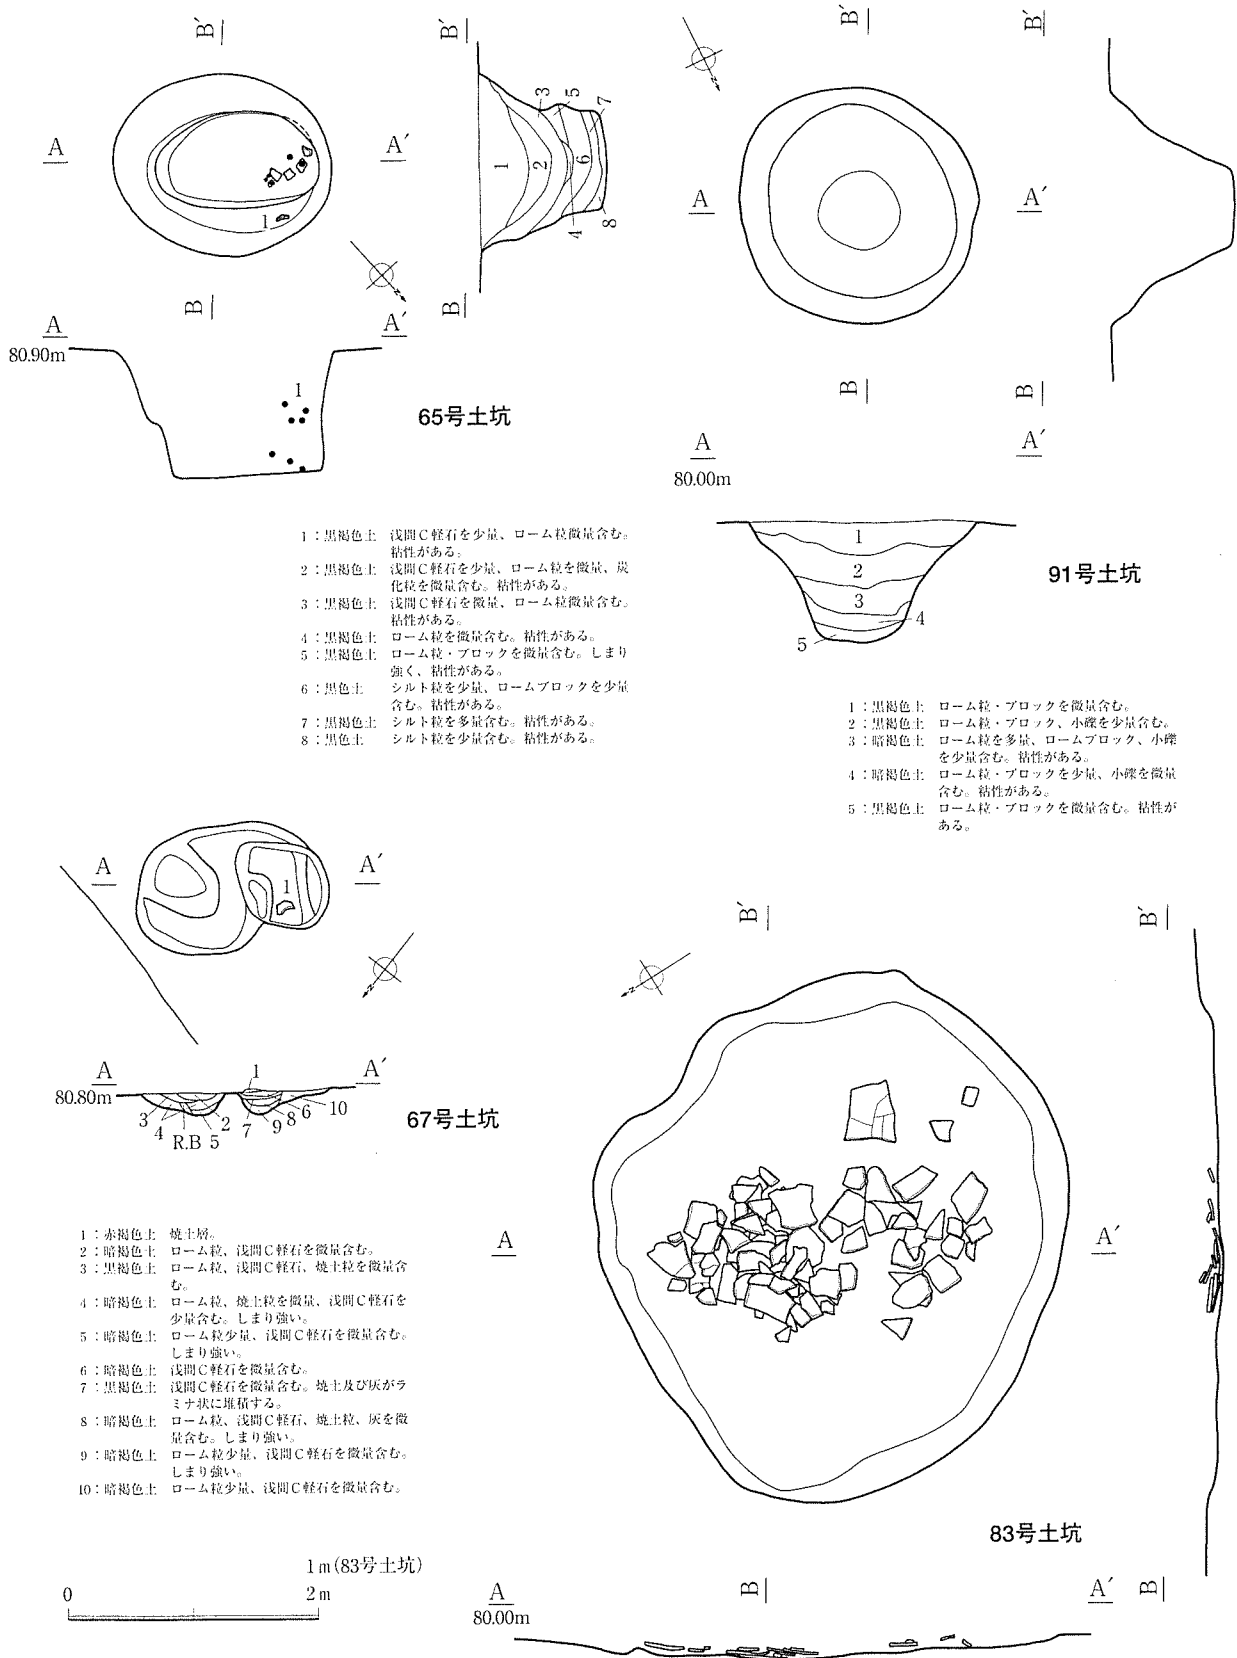 B′
B′
B′
B′
A
A′
1
1
2
3
4
5
6
7
8
A
A′
B
B
A
A′
80.90m
1
65号土坑
B
B
A
A′
80.00m
1
2
3
4
5
91号土坑
1：黒褐色土　浅間C軽石を少量、ローム粒微量含む。
粘性がある。
2：黒褐色土　浅間C軽石を少量、ローム粒を微量、炭
化粒を微量含む。粘性がある。
3：黒褐色土　浅間C軽石を微量、ローム粒微量含む。
粘性がある。
4：黒褐色土　ローム粒を微量含む。粘性がある。
5：黒褐色土　ローム粒・ブロックを微量含む。しまり
強く、粘性がある。
6：黒色土　シルト粒を少量、ロームブロックを少量
含む。粘性がある。
7：黒褐色土　シルト粒を多量含む。粘性がある。
8：黒色土　シルト粒を少量含む。粘性がある。
1：黒褐色土　ローム粒・ブロックを微量含む。
2：黒褐色土　ローム粒・ブロック、小礫を少量含む。
3：暗褐色土　ローム粒を多量、ロームブロック、小礫
を少量含む。粘性がある。
4：暗褐色土　ローム粒・ブロックを少量、小礫を微量
含む。粘性がある。
5：黒褐色土　ローム粒・ブロックを微量含む。粘性が
ある。
A
A′
1
A
A′
80.80m
1
3
4
R.B
5
2
7
9
8
6
10
67号土坑
1：赤褐色土　焼土層。
2：暗褐色土　ローム粒、浅間C軽石を微量含む。
3：黒褐色土　ローム粒、浅間C軽石、焼土粒を微量含
む。
4：暗褐色土　ローム粒、焼土粒を微量、浅間C軽石を
少量含む。しまり強い。
5：暗褐色土　ローム粒少量、浅間C軽石を微量含む。
しまり強い。
6：暗褐色土　浅間C軽石を微量含む。
7：黒褐色土　浅間C軽石を微量含む。焼土及び灰がラ
ミナ状に堆積する。
8：暗褐色土　ローム粒、浅間C軽石、焼土粒、灰を微
量含む。しまり強い。
9：暗褐色土　ローム粒少量、浅間C軽石を微量含む。
しまり強い。
10：暗褐色土　ローム粒少量、浅間C軽石を微量含む。
B′
B′
A
A′
83号土坑
B
B
A
A′
80.00m
1m(83号土坑)
0
2m